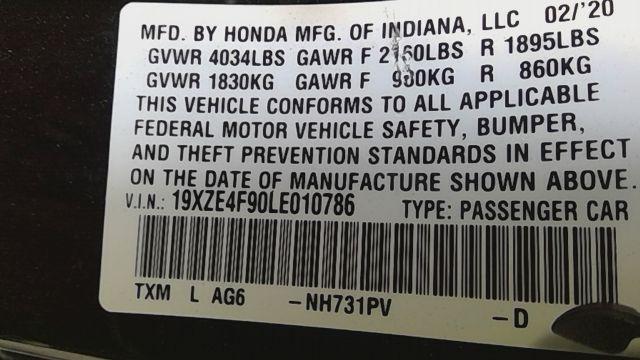 MFD. BY HONDA MFG. OF INDIANA, LLC 02/'20
GVWR 4034LBS GAWR F LBS R 1895LBS
GVWR 1830KG GAWR F R 860KG
THIS VEHICLE CONFORMS TO ALL APPLICABLE
FEDERAL MOTOR VEHICLE SAFETY, BUMPER,
AND THEFT PREVENTION STANDARDS IN EFFECT
ON THE DATE OF MANUFACTURE SHOWN ABOVE.
V.I.N.: 19XZE4F90LE010786 TYPE: PASSENGER CAR
TXM L AG6 -NH731PV -D